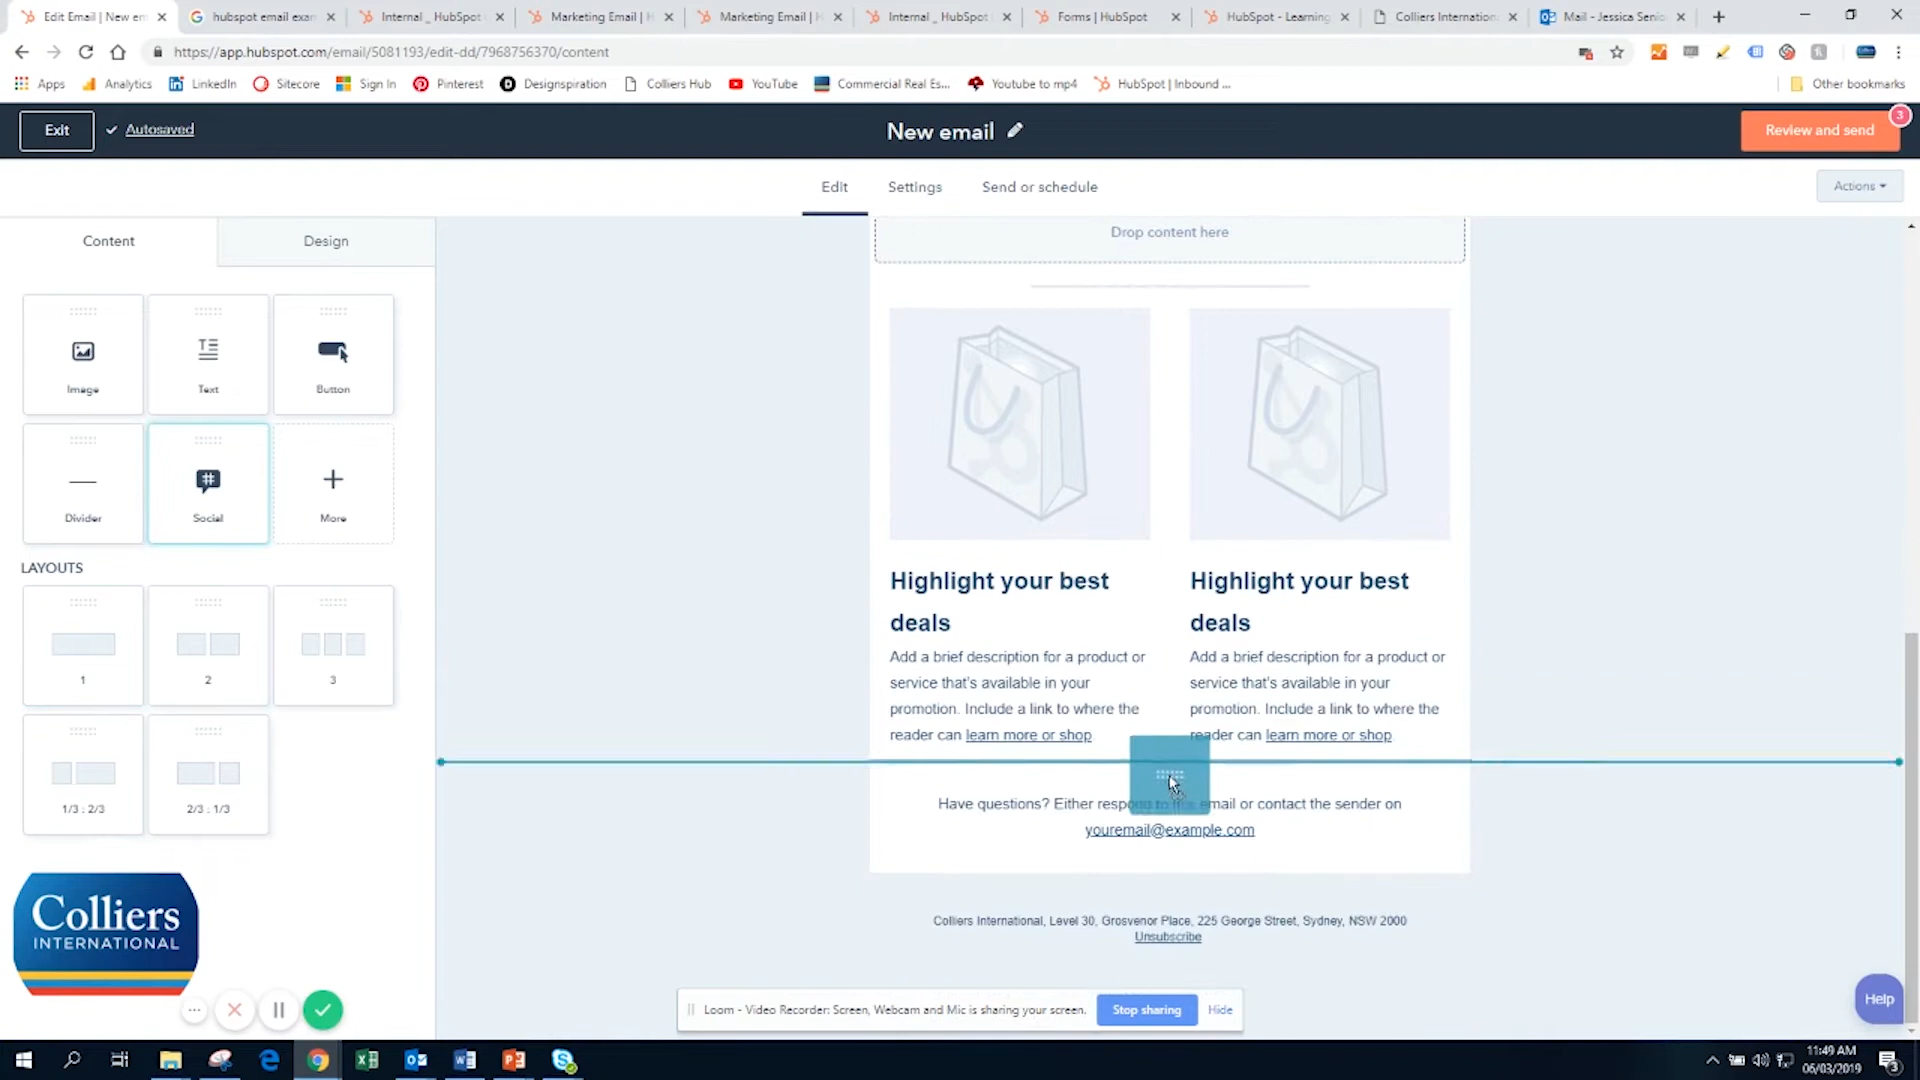 Edit Email | New em
hubspot email exam
Internal _ HubSpot
Marketing Email | H
Marketing Email | H
Internal _ HubSpot
Forms | HubSpot
HubSpot - Learning
Colliers Internation
Mail - Jessica Senio
https://app.hubspot.com/email/5081193/edit-dd/7968756370/content
Apps
Analytics
LinkedIn
Sitecore
Sign In
Pinterest
Designspiration
Colliers Hub
YouTube
Commercial Real Es...
Youtube to mp4
HubSpot | Inbound ...
Other bookmarks
Exit
Autosaved
New email
Review and send
3
Edit
Settings
Send or schedule
Actions
Content
Design
Drop content here
Image
Text
Button
Divider
Social
More
LAYOUTS
1
2
3
1/3 : 2/3
2/3 : 1/3
Highlight your best
deals
Add a brief description for a product or
service that's available in your
promotion. Include a link to where the
reader can learn more or shop
Highlight your best
deals
Add a brief description for a product or
service that's available in your
promotion. Include a link to where the
reader can learn more or shop
Have questions? Either respond to this email or contact the sender on
youremail@example.com
Colliers International, Level 30, Grosvenor Place, 225 George Street, Sydney, NSW 2000
Unsubscribe
Colliers
INTERNATIONAL
Loom - Video Recorder: Screen, Webcam and Mic is sharing your screen.
Stop sharing
Hide
Help
11:49 AM
06/03/2019
3